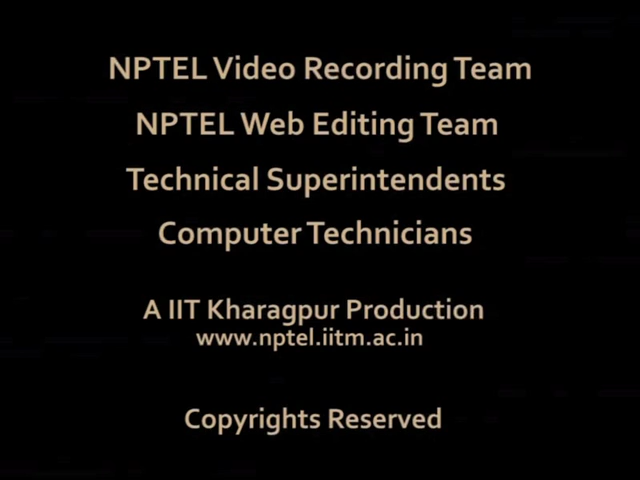 NPTEL Video Recording Team
NPTEL Web Editing Team
Technical Superintendents
Computer Technicians
A IIT Kharagpur Production
www.nptel.iitm.ac.in
Copyrights Reserved